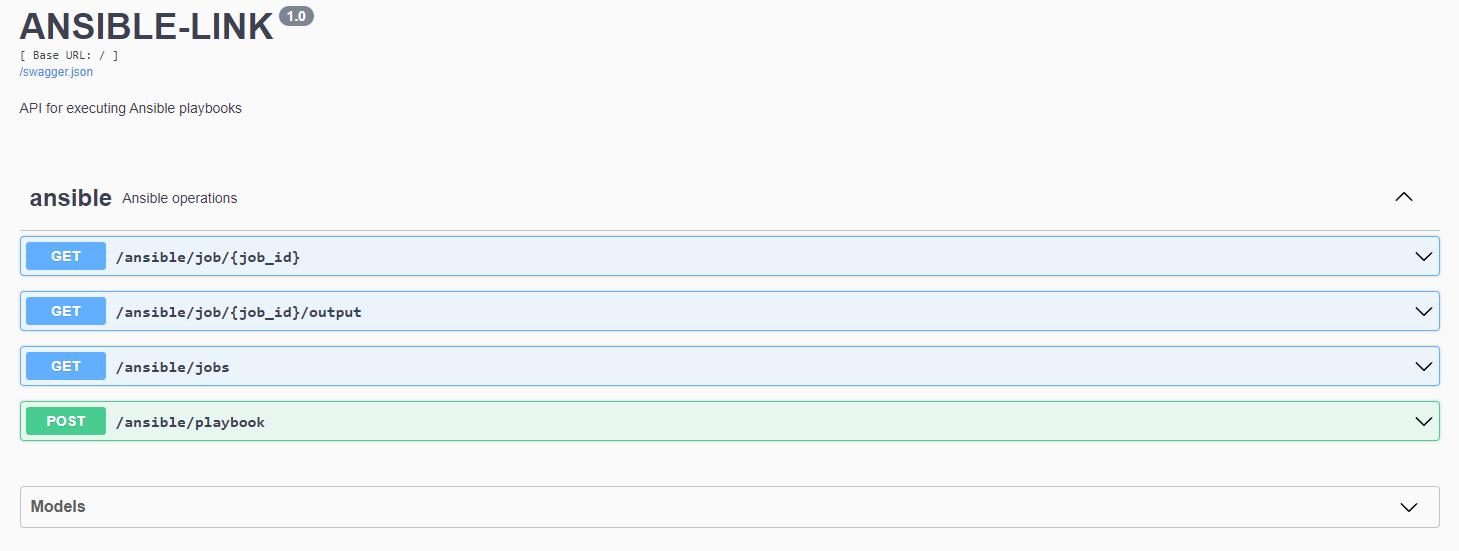 ANSIBLE-LINK 1.0
[ Base URL: / ]
/swagger.json
API for executing Ansible playbooks
ansible Ansible operations
GET /ansible/job/{job_id}
GET /ansible/job/{job_id}/output
GET /ansible/jobs
POST /ansible/playbook
Models